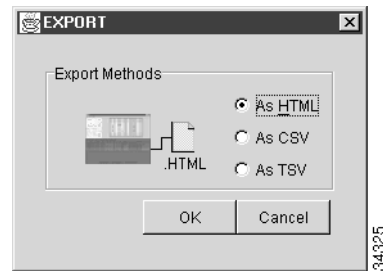 EXPORT
Export Methods
As HTML
As CSV
.HTML
As TSV
OK
Cancel
34325